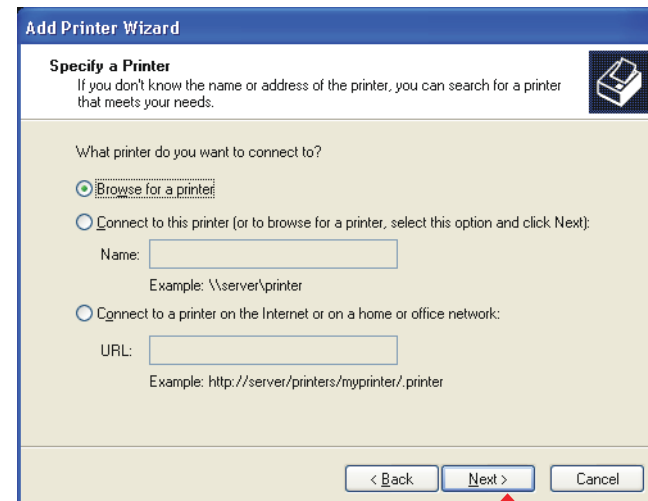 Add Printer Wizard
Specify a Printer
If you don't know the name or address of the printer, you can search for a printer
that meets your needs.
What printer do you want to connect to?
Browse for a printer
Connect to this printer (or to browse for a printer, select this option and click Next):
Name:
Example: \\server\printer
Connect to a printer on the Internet or on a home or office network:
URL:
Example: http://server/printers/myprinter/.printer
< Back Next > Cancel